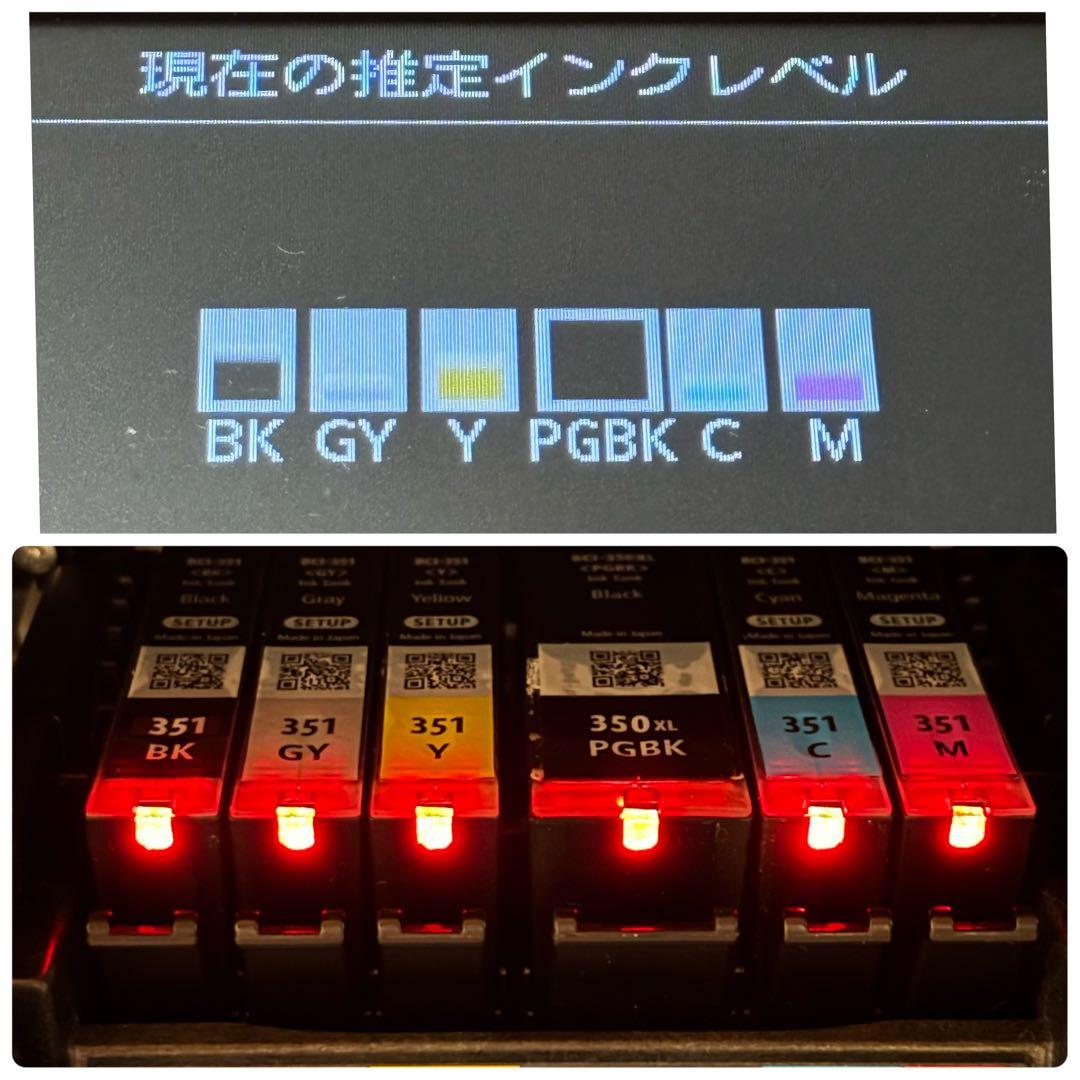 現在の推定インクレベル
BK GY Y PGBK C M
BCI-351 BCI-351 BCI-351 BCI-350XL BCI-351 BCI-351
<BK> <GY> <Y> <PGBK> <C> <M>
Ink Tank Ink Tank Ink Tank Ink Tank Ink Tank Ink Tank
Black Gray Yellow Black Cyan Magenta
SETUP SETUP SETUP SETUP SETUP
Made in Japan Made in Japan Made in Japan Made in Japan Made in Japan Made in Japan
351 351 351 350XL 351 351
BK GY Y PGBK C M